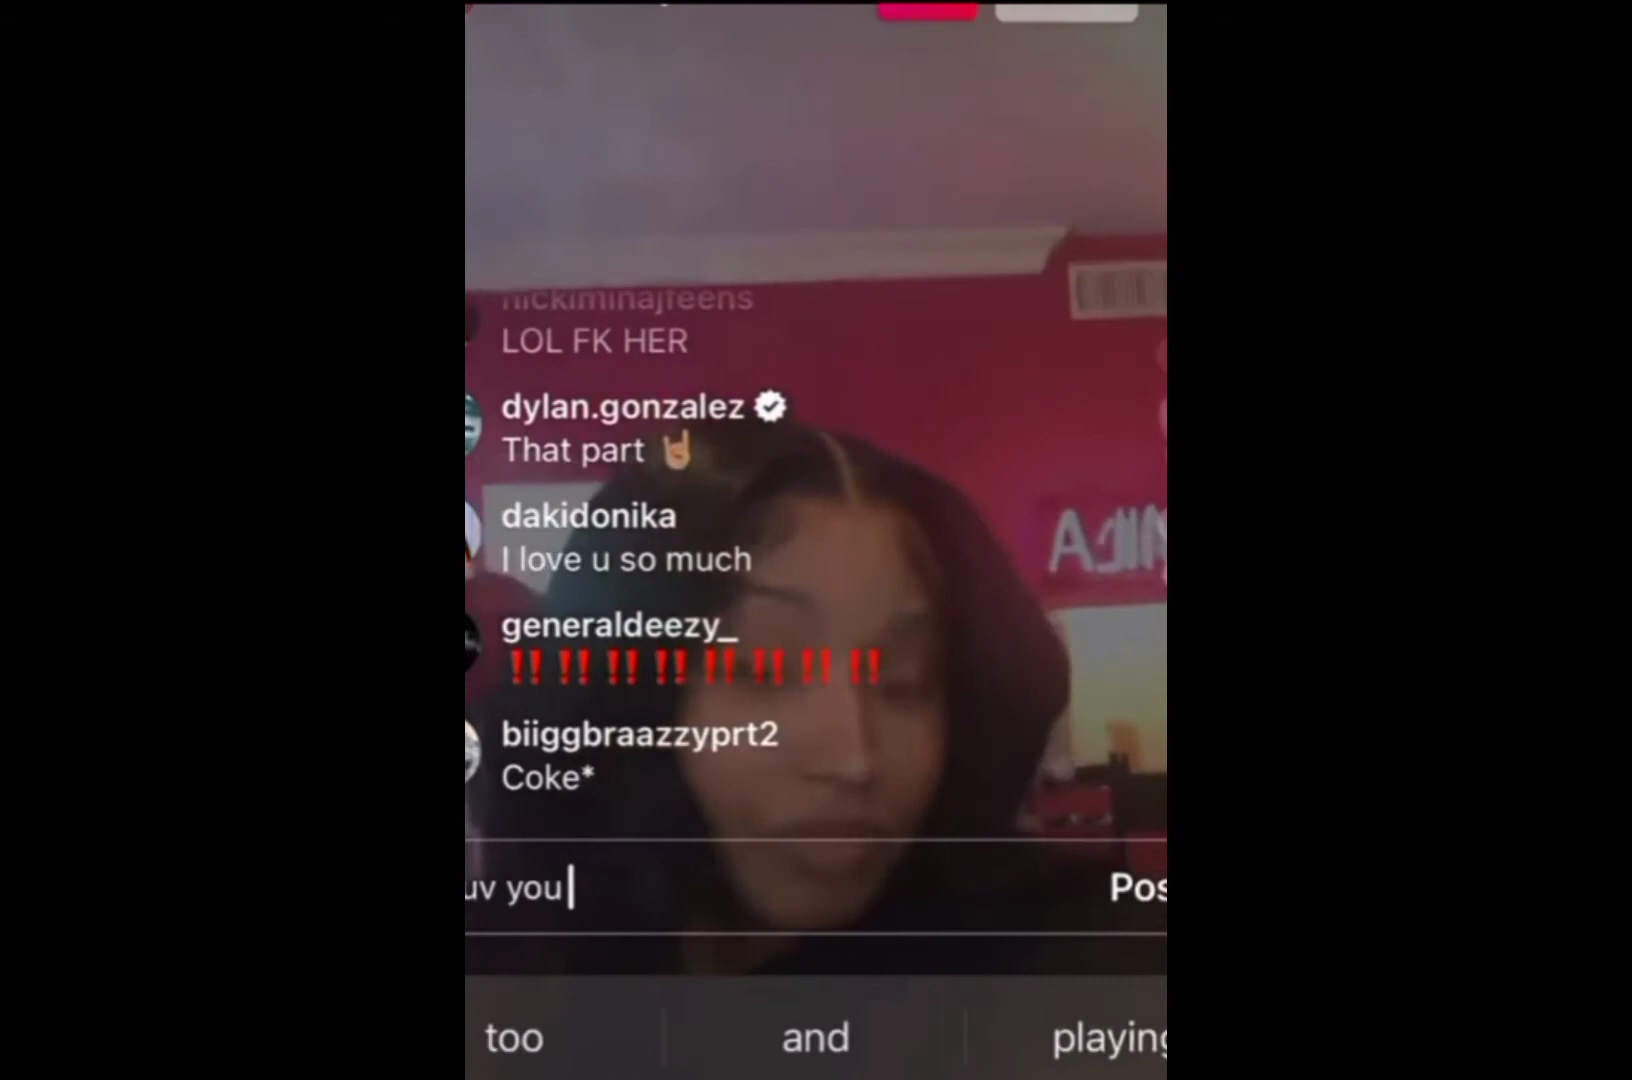 nickiminajteens
LOL FK HER
dylan.gonzalez
That part 🤘🏼
dakidonika
I love u so much
generaldeezy_
‼️‼️‼️‼️‼️‼️‼️‼️
biiggbraazzyprt2
Coke*
uv you
Pos
too and playing